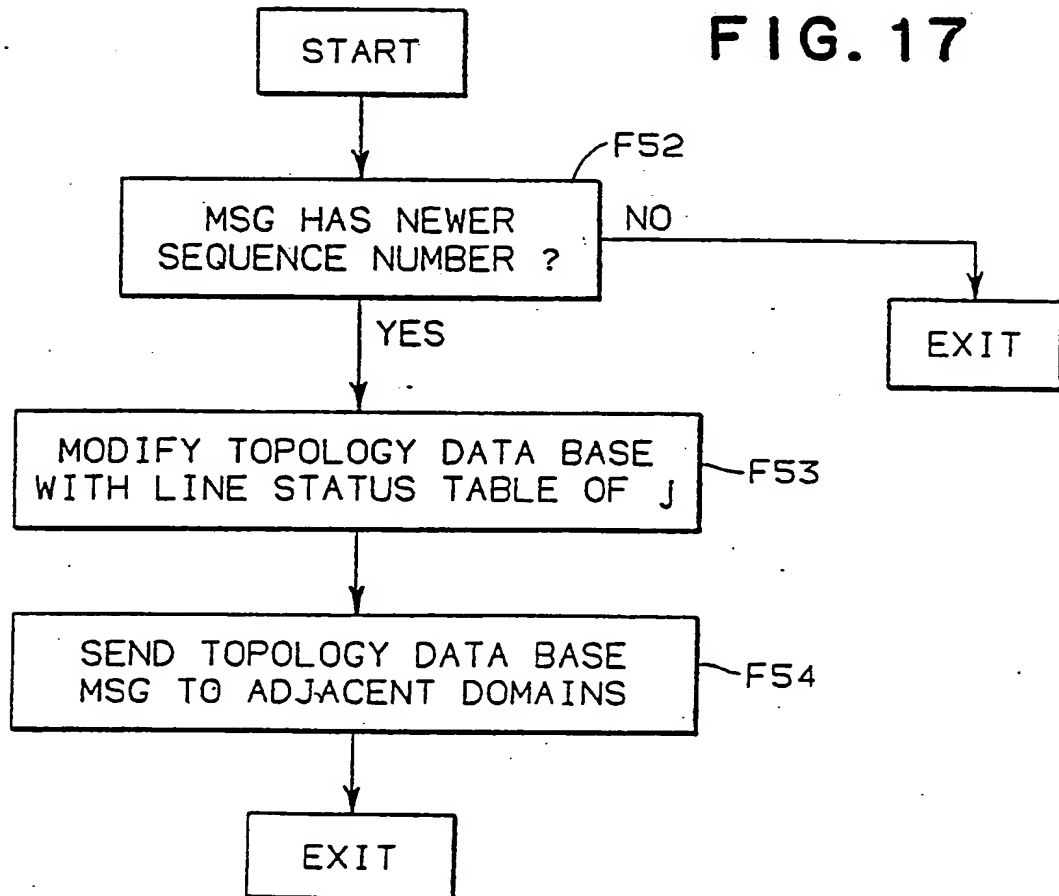 FIG. 17
START
F52
MSG HAS NEWER
SEQUENCE NUMBER ?
NO
EXIT
YES
MODIFY TOPOLOGY DATA BASE
WITH LINE STATUS TABLE OF j
F53
SEND TOPOLOGY DATA BASE
MSG TO ADJACENT DOMAINS
F54
EXIT